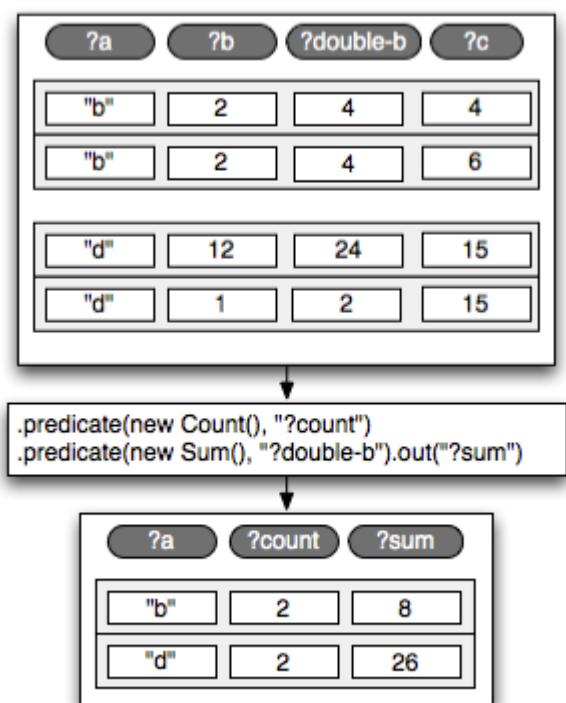 ?a ?b ?double-b ?c
"b" 2 4 4
"b" 2 4 6
"d" 12 24 15
"d" 1 2 15
.predicate(new Count(), "?count")
.predicate(new Sum(), "?double-b").out("?sum")
?a ?count ?sum
"b" 2 8
"d" 2 26